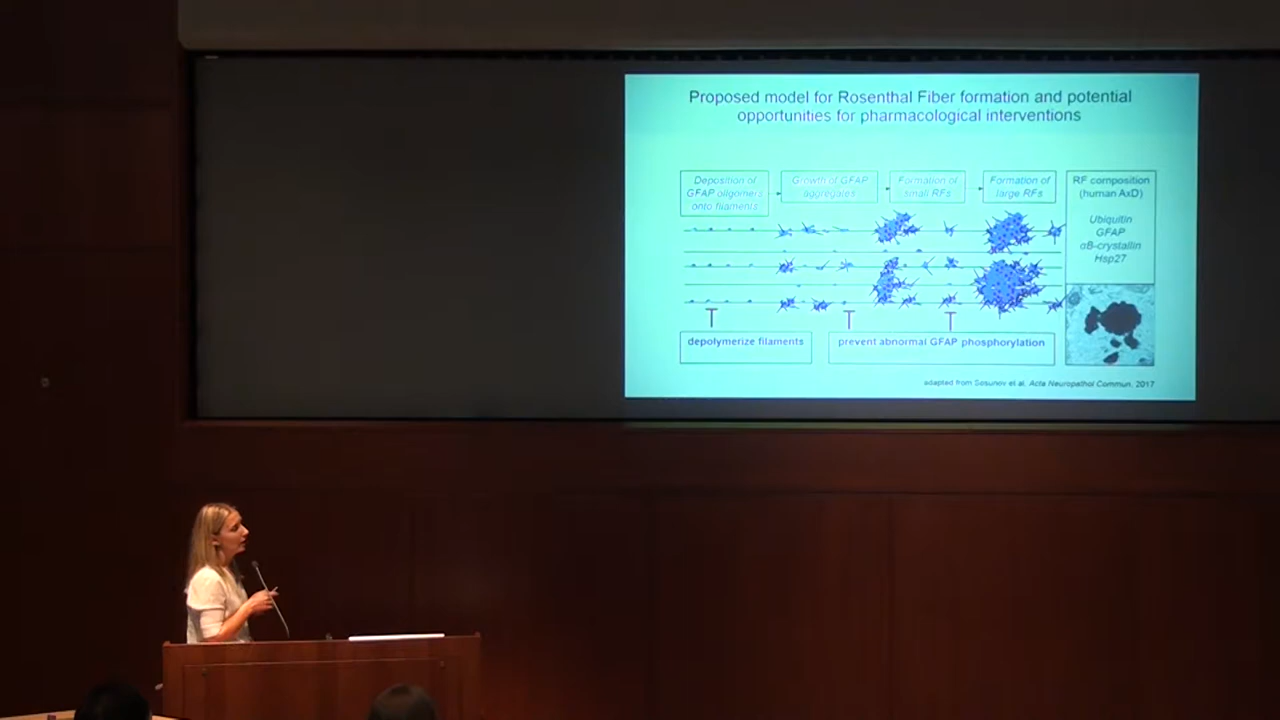 Proposed model for Rosenthal Fiber formation and potential
opportunities for pharmacological interventions
Deposition of
GFAP oligomers
onto filaments
Growth of GFAP
aggregates
Formation of
small RFs
Formation of
large RFs
RF composition
(human AxD)
Ubiquitin
GFAP
αB-crystallin
Hsp27
depolymerize filaments
prevent abnormal GFAP phosphorylation
adapted from Sosunov et al, Acta Neuropathol Commun. 2017